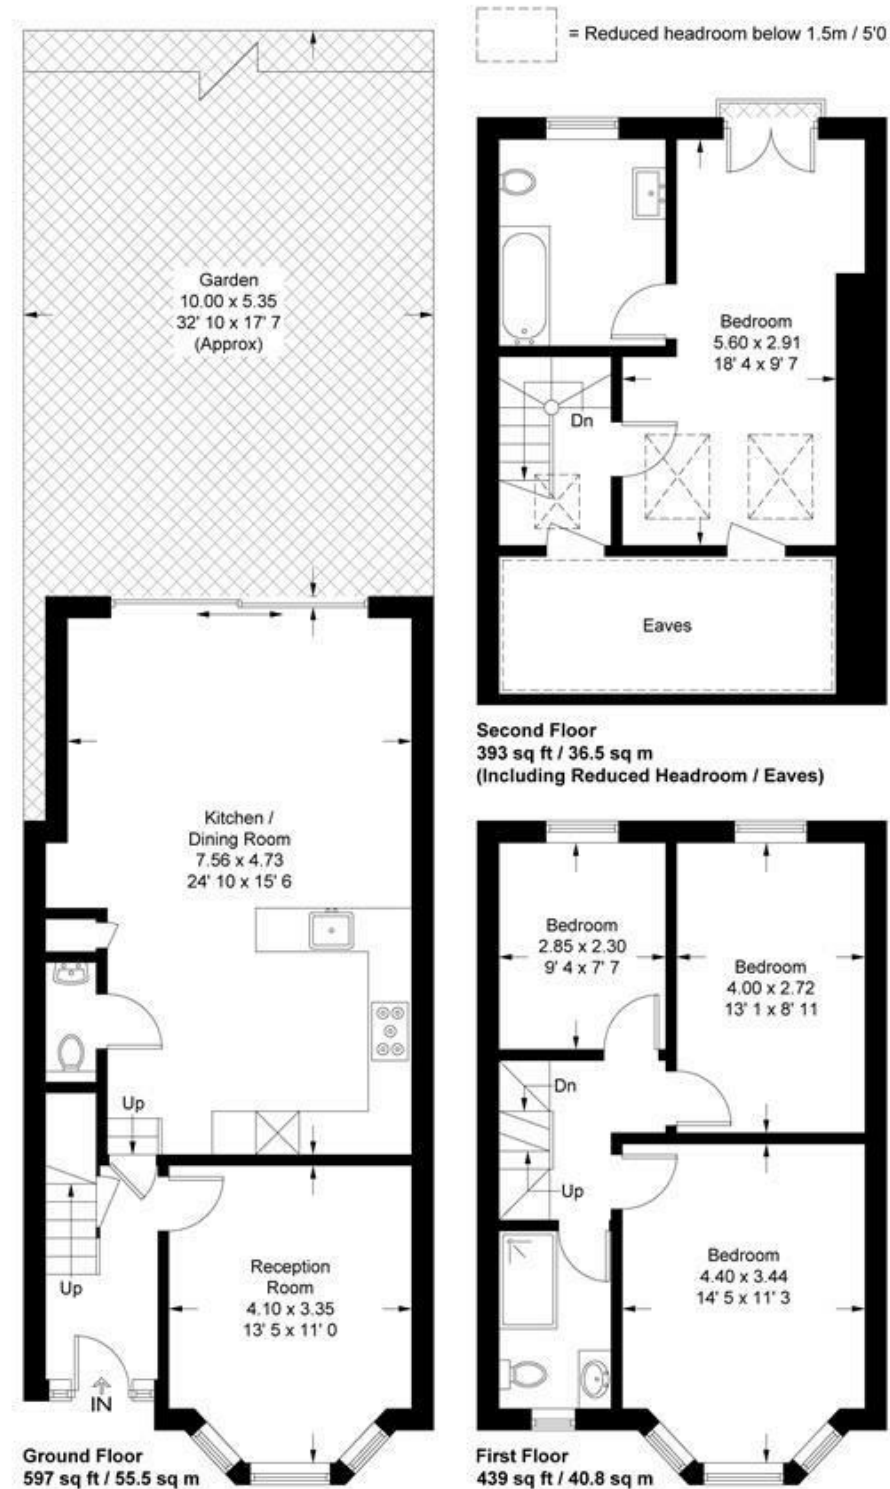 = Reduced headroom below 1.5m / 5'0
Garden
10.00 x 5.35
32' 10 x 17' 7
(Approx)
Bedroom
5.60 x 2.91
18' 4 x 9' 7
Dn
Eaves
Second Floor
393 sq ft / 36.5 sq m
(Including Reduced Headroom / Eaves)
Kitchen /
Dining Room
7.56 x 4.73
24' 10 x 15' 6
Up
Up
Reception
Room
4.10 x 3.35
13' 5 x 11' 0
IN
Ground Floor
597 sq ft / 55.5 sq m
Bedroom
2.85 x 2.30
9' 4 x 7' 7
Bedroom
4.00 x 2.72
13' 1 x 8' 11
Dn
Up
Bedroom
4.40 x 3.44
14' 5 x 11' 3
First Floor
439 sq ft / 40.8 sq m